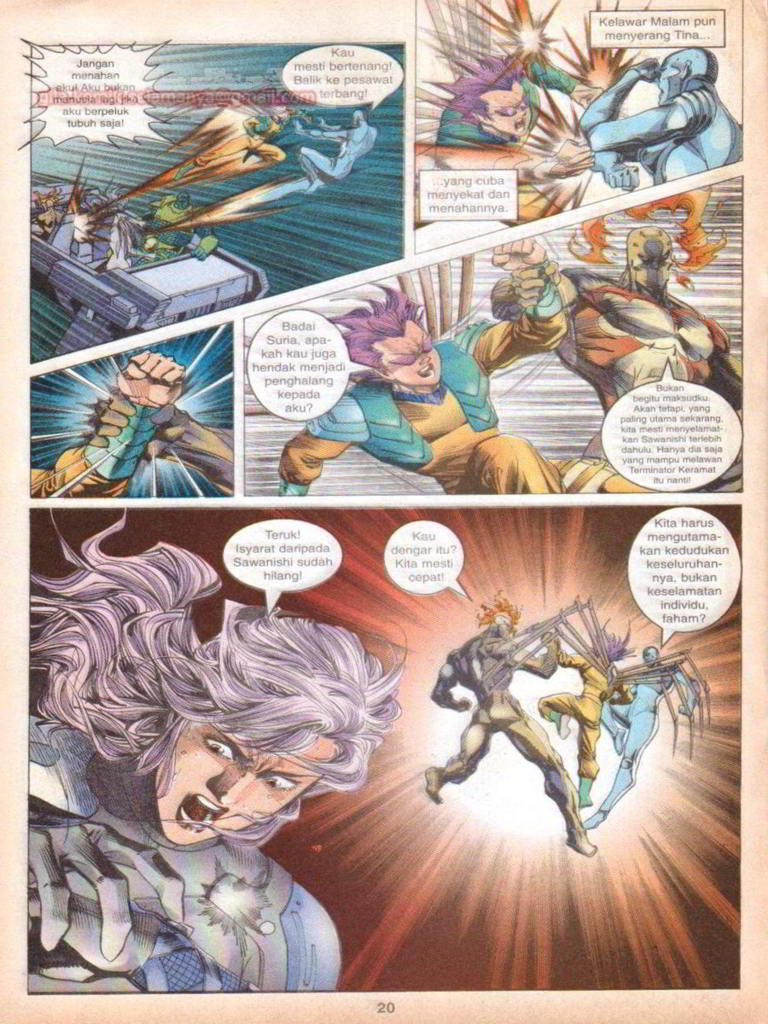 Jangan
menahan
aku! Aku bukan
manusia lagi jika
aku berpeluk
tubuh saja!
Kau
mesti bertenang!
Balik ke pesawat
terbang!
Kelawar Malam pun
menyerang Tina...
...yang cuba
menyekat dan
menahannya.
Badai
Suria, apa-
kah kau juga
hendak menjadi
penghalang
kepada
aku?
Bukan
begitu maksudku.
Akan tetapi, yang
paling utama sekarang,
kita mesti menyelamat-
kan Sawanishi terlebih
dahulu. Hanya dia saja
yang mampu melawan
Terminator Keramat
itu nanti!
Teruk!
Isyarat daripada
Sawanishi sudah
hilang!
Kau
dengar itu?
Kita mesti
cepat!
Kita harus
mengutama-
kan kedudukan
keseluruhan-
nya, bukan
keselamatan
individu,
faham?
20